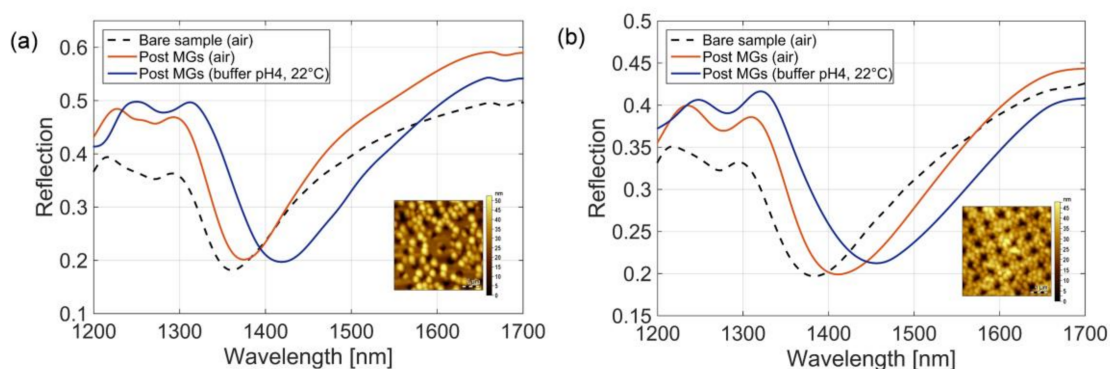 (a)
Bare sample (air)
Post MGs (air)
Post MGs (buffer pH4, 22°C)
0.6
0.5
0.4
0.3
0.2
0.1
Reflection
1200 1300 1400 1500 1600 1700
Wavelength [nm]
nm
50
45
40
35
30
25
20
15
10
5
0
(b)
Bare sample (air)
Post MGs (air)
Post MGs (buffer pH4, 22°C)
0.5
0.45
0.4
0.35
0.3
0.25
0.2
0.15
Reflection
1200 1300 1400 1500 1600 1700
Wavelength [nm]
nm
45
40
35
30
25
20
15
10
5
0